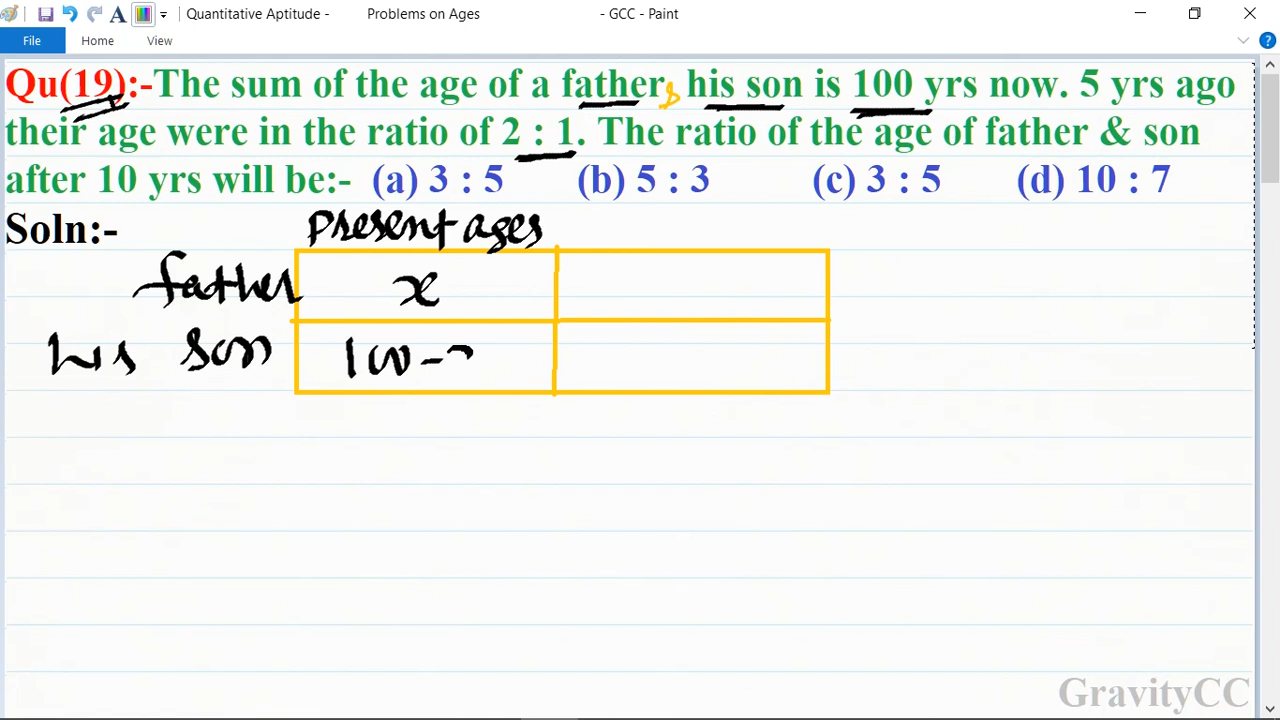 Quantitative Aptitude - Problems on Ages - GCC - Paint
File Home View
Qu(19):-The sum of the age of a father, his son is 100 yrs now. 5 yrs ago
their age were in the ratio of 2 : 1. The ratio of the age of father & son
after 10 yrs will be:- (a) 3 : 5 (b) 5 : 3 (c) 3 : 5 (d) 10 : 7
Soln:- Present ages
father x
his son 100 -
GravityCC